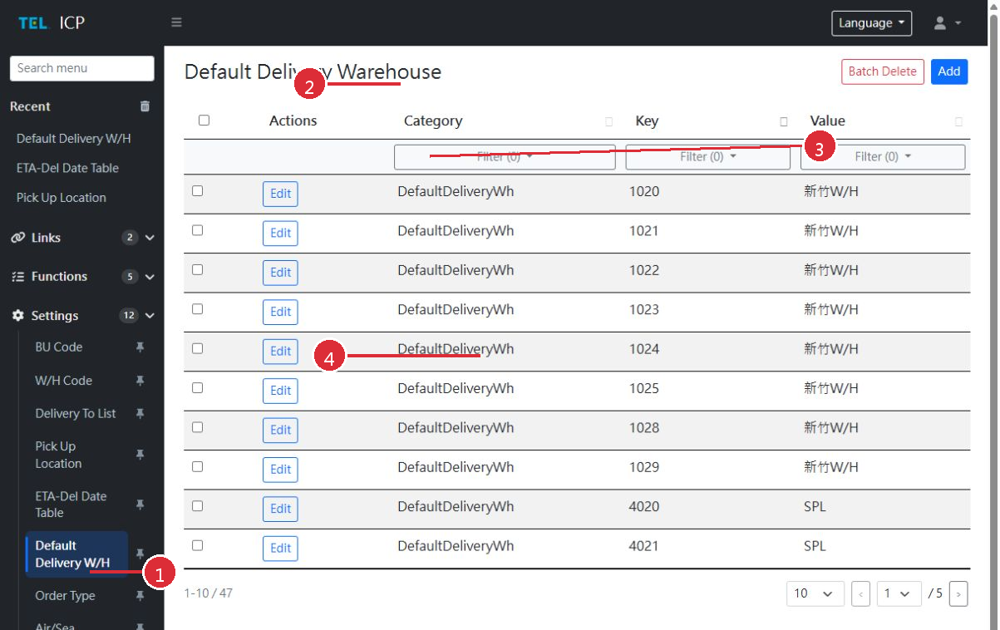 TEL ICP
Language
Search menu
Default Delivery Warehouse
Batch Delete
Add
2
Recent
Default Delivery W/H
ETA-Del Date Table
Pick Up Location
Links 2
Functions 5
Settings 12
BU Code
W/H Code
Delivery To List
Pick Up
Location
ETA-Del Date
Table
Default
Delivery W/H
1
Order Type
Air/Sea
Actions Category Key Value
Filter (0) Filter (0) Filter (0)
3
Edit DefaultDeliveryWh 1020 新竹W/H
Edit DefaultDeliveryWh 1021 新竹W/H
Edit DefaultDeliveryWh 1022 新竹W/H
Edit DefaultDeliveryWh 1023 新竹W/H
Edit 4 DefaultDeliveryWh 1024 新竹W/H
Edit DefaultDeliveryWh 1025 新竹W/H
Edit DefaultDeliveryWh 1028 新竹W/H
Edit DefaultDeliveryWh 1029 新竹W/H
Edit DefaultDeliveryWh 4020 SPL
Edit DefaultDeliveryWh 4021 SPL
1-10 / 47
10 ‹ 1 / 5 ›